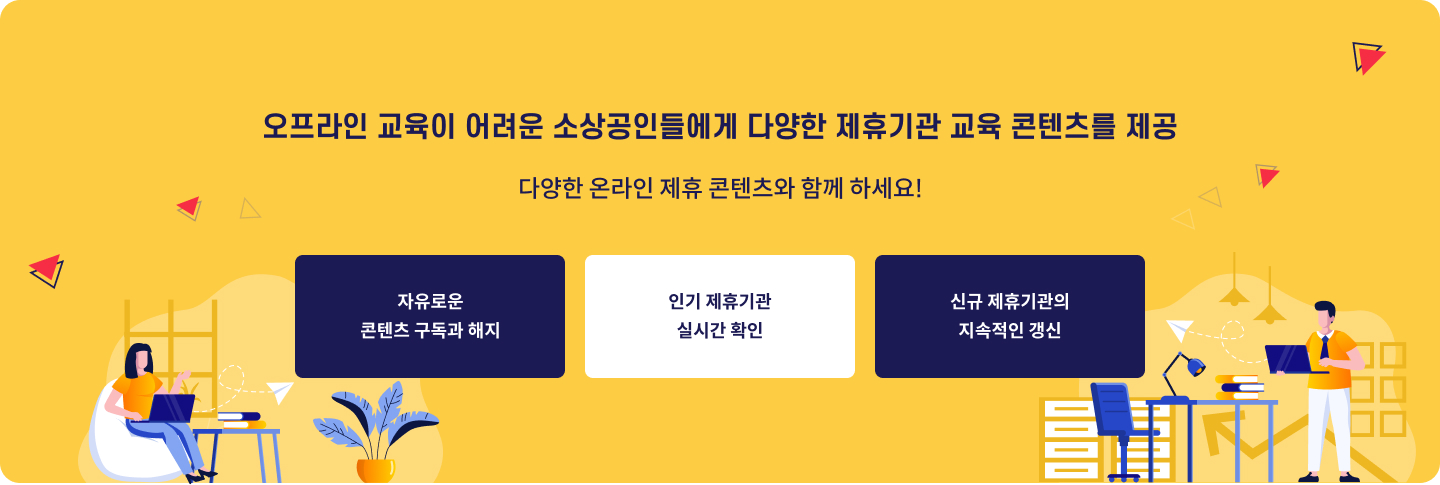 오프라인 교육이 어려운 소상공인들에게 다양한 제휴기관 교육 콘텐츠를 제공
다양한 온라인 제휴 콘텐츠와 함께 하세요!
자유로운
콘텐츠 구독과 해지
인기 제휴기관
실시간 확인
신규 제휴기관의
지속적인 갱신